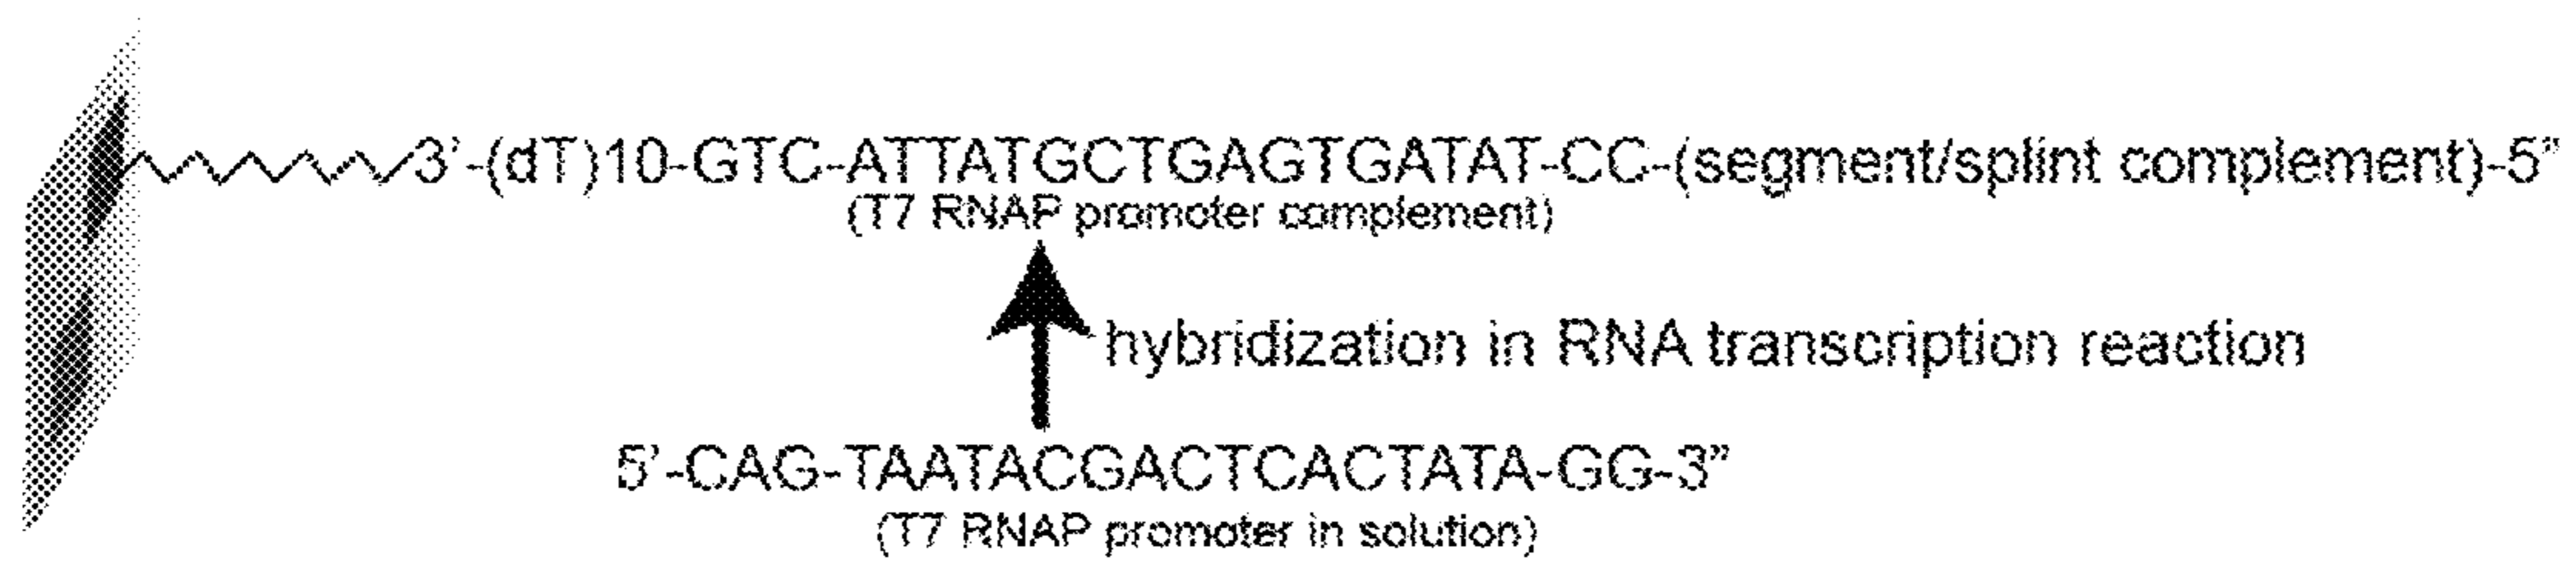 3'-(dT)10-GTC-ATTATGCTGAGTGATAT-CC-(segment/splint complement)-5"
(T7 RNAP promoter complement)
hybridization in RNA transcription reaction
5'-CAG-TAATACGACTCACTATA-GG-3"
(T7 RNAP promoter in solution)